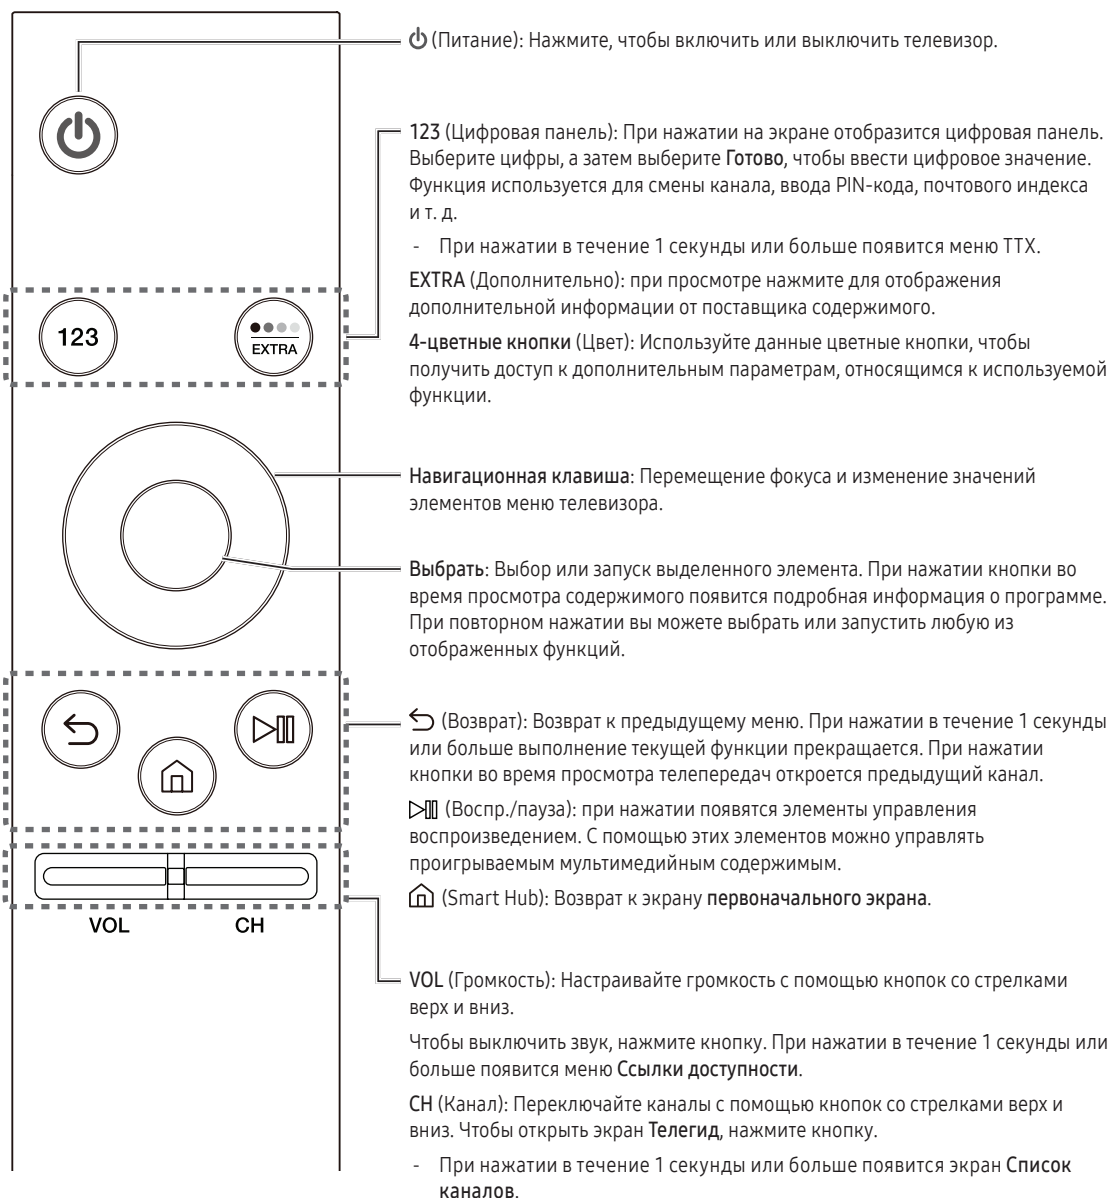 (Питание): Нажмите, чтобы включить или выключить телевизор.
123 (Цифровая панель): При нажатии на экране отобразится цифровая панель.
Выберите цифры, а затем выберите Готово, чтобы ввести цифровое значение.
Функция используется для смены канала, ввода PIN-кода, почтового индекса
и т. д.
- При нажатии в течение 1 секунды или больше появится меню TTX.
EXTRA (Дополнительно): при просмотре нажмите для отображения
дополнительной информации от поставщика содержимого.
4-цветные кнопки (Цвет): Используйте данные цветные кнопки, чтобы
получить доступ к дополнительным параметрам, относящимся к используемой
функции.
123
EXTRA
Навигационная клавиша: Перемещение фокуса и изменение значений
элементов меню телевизора.
Выбрать: Выбор или запуск выделенного элемента. При нажатии кнопки во
время просмотра содержимого появится подробная информация о программе.
При повторном нажатии вы можете выбрать или запустить любую из
отображенных функций.
(Возврат): Возврат к предыдущему меню. При нажатии в течение 1 секунды
или больше выполнение текущей функции прекращается. При нажатии
кнопки во время просмотра телепередач откроется предыдущий канал.
(Воспр./пауза): при нажатии появятся элементы управления
воспроизведением. С помощью этих элементов можно управлять
проигрываемым мультимедийным содержимым.
(Smart Hub): Возврат к экрану первоначального экрана.
VOL
CH
VOL (Громкость): Настраивайте громкость с помощью кнопок со стрелками
верх и вниз.
Чтобы выключить звук, нажмите кнопку. При нажатии в течение 1 секунды или
больше появится меню Ссылки доступности.
CH (Канал): Переключайте каналы с помощью кнопок со стрелками верх и
вниз. Чтобы открыть экран Телегид, нажмите кнопку.
- При нажатии в течение 1 секунды или больше появится экран Список
каналов.